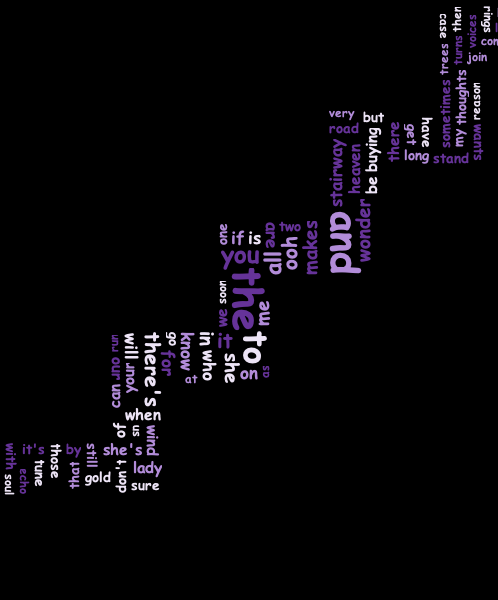 case
then
rings
voices
turns
trees
con
join
sometimes
my thoughts
reason
wants
very
but
road
there
get
have
long
stand
stairway
heaven
be buying
and
wonder
one
if
is
are
two
you
all
ooh
makes
the
soon
we
me
it
to
she
on
as
in
who
know
at
go
for
there's
will
your
run
our
can
when
of
us
wind
she's
by
still
those
it's
with
soul
echo
tune
that
gold
don't
lady
sure